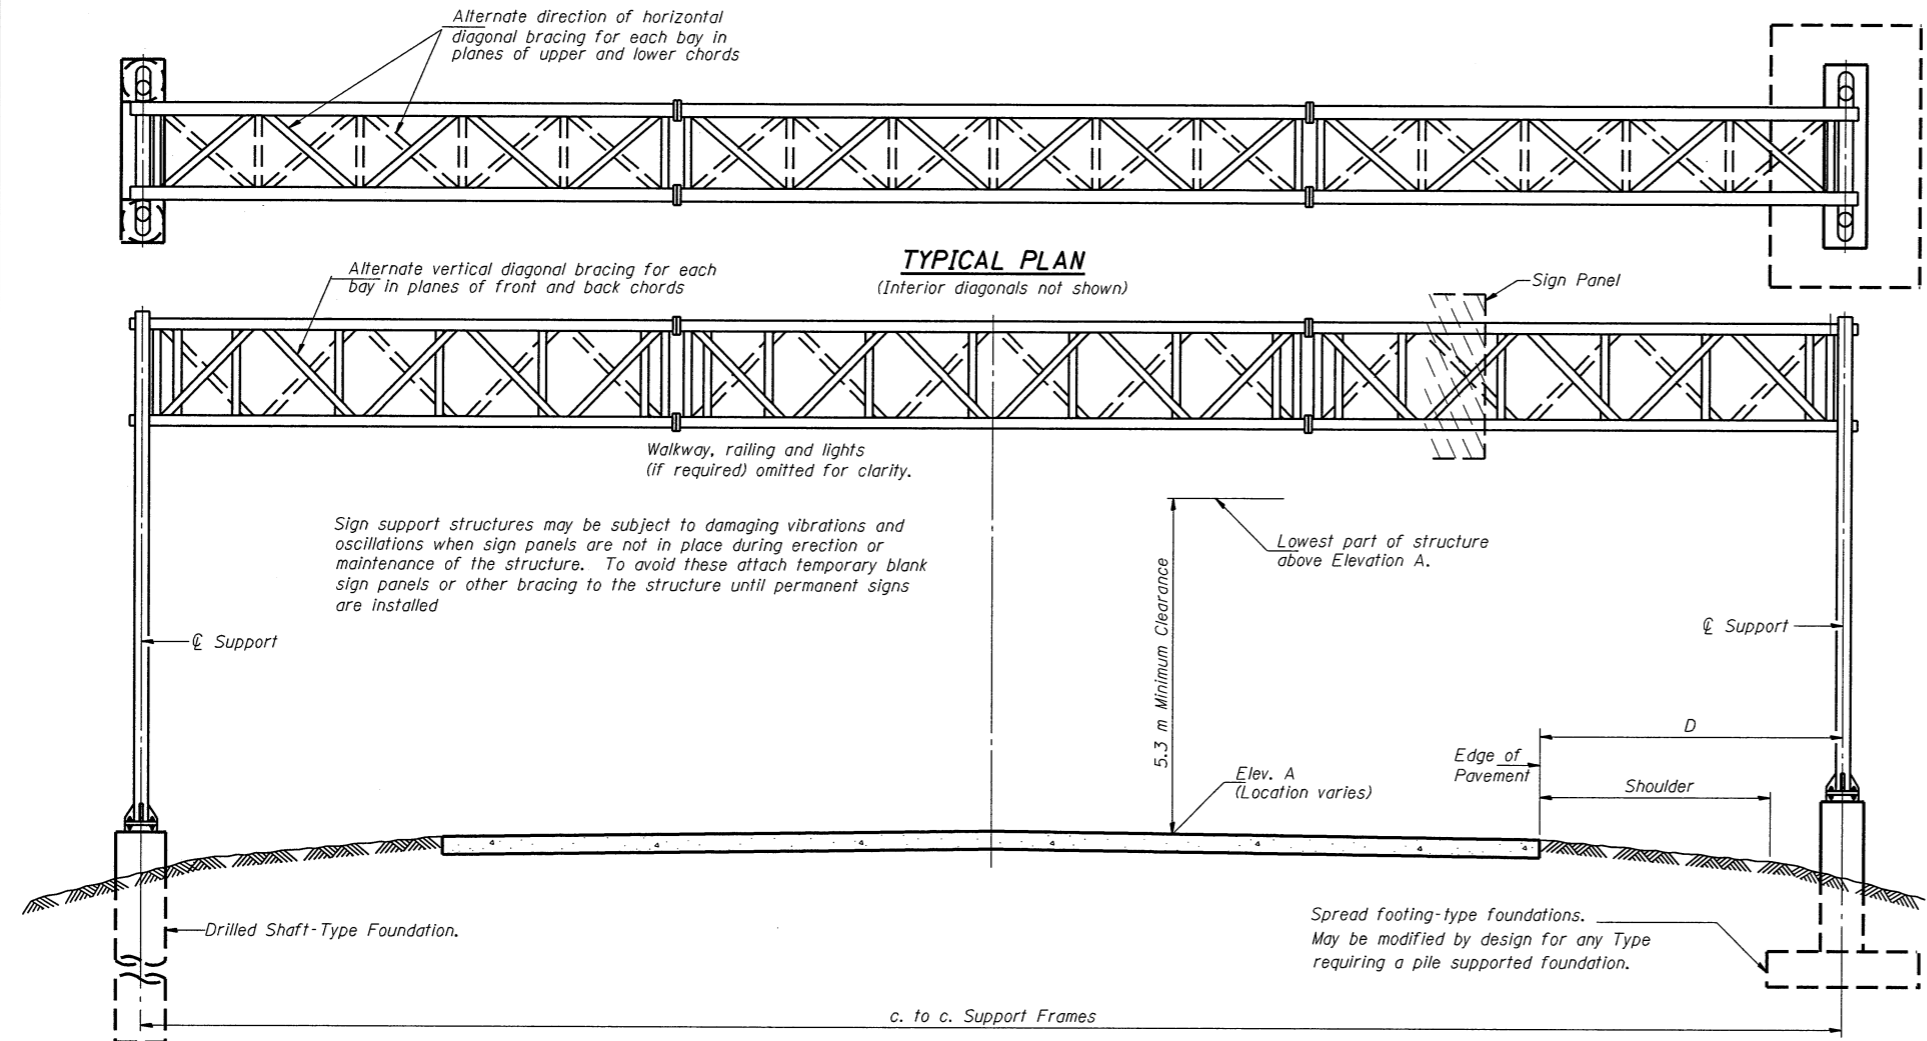 Alternate direction of horizontal
diagonal bracing for each bay in
planes of upper and lower chords
TYPICAL PLAN
(Interior diagonals not shown)
Alternate vertical diagonal bracing for each
bay in planes of front and back chords
Sign Panel
Walkway, railing and lights
(if required) omitted for clarity.
Sign support structures may be subject to damaging vibrations and
oscillations when sign panels are not in place during erection or
maintenance of the structure. To avoid these attach temporary blank
sign panels or other bracing to the structure until permanent signs
are installed
Lowest part of structure
above Elevation A.
5.3 m Minimum Clearance
℄ Support
℄ Support
D
Edge of
Pavement
Shoulder
Elev. A
(Location varies)
Drilled Shaft-Type Foundation.
Spread footing-type foundations.
May be modified by design for any Type
requiring a pile supported foundation.
c. to c. Support Frames